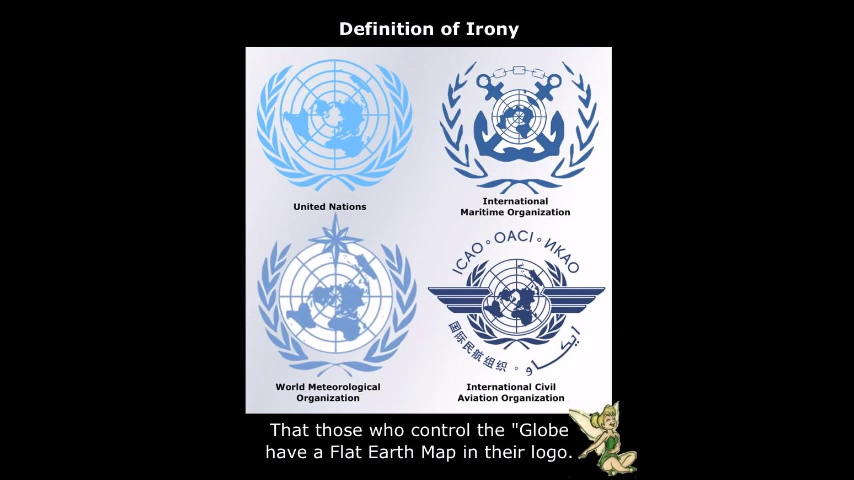 Definition of Irony
United Nations
International
Maritime Organization
ICAO ∘ OACI ∘ ИКАО
国际民航组织 ∘ ايكاو
World Meteorological
Organization
International Civil
Aviation Organization
That those who control the "Globe
have a Flat Earth Map in their logo.